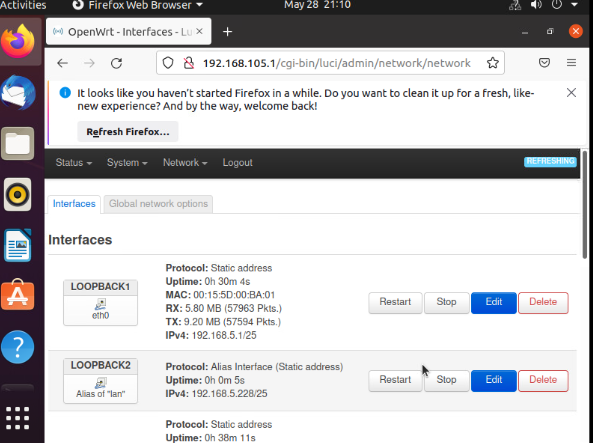 Activities
Firefox Web Browser
May 28 21:10
OpenWrt - Interfaces - Lu
192.168.105.1/cgi-bin/luci/admin/network/network
It looks like you haven't started Firefox in a while. Do you want to clean it up for a fresh, like-
new experience? And by the way, welcome back!
Refresh Firefox...
Status System Network Logout
REFRESHING
Interfaces Global network options
Interfaces
LOOPBACK1
eth0
Protocol: Static address
Uptime: 0h 30m 4s
MAC: 00:15:5D:00:BA:01
RX: 5.80 MB (57963 Pkts.)
TX: 9.20 MB (57594 Pkts.)
IPv4: 192.168.5.1/25
Restart Stop Edit Delete
LOOPBACK2
Alias of "lan"
Protocol: Alias Interface (Static address)
Uptime: 0h 0m 5s
IPv4: 192.168.5.228/25
Restart Stop Edit Delete
Protocol: Static address
Uptime: 0h 38m 11s